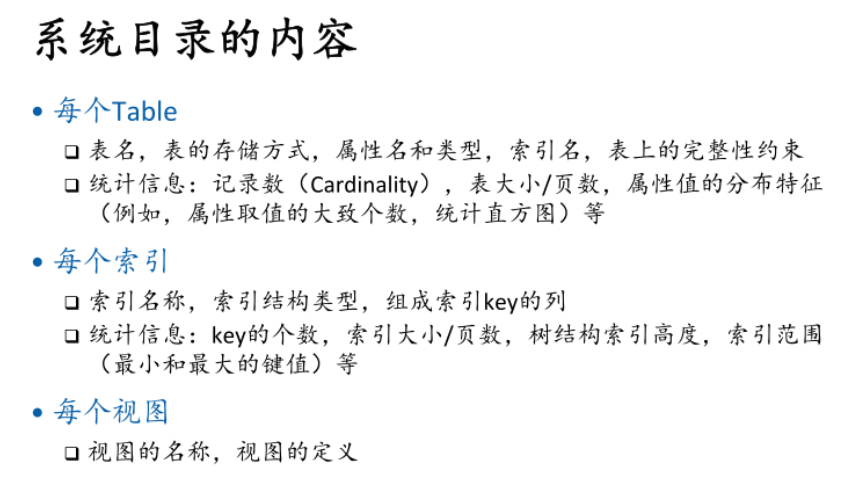 系统目录的内容
• 每个Table
❑ 表名，表的存储方式，属性名和类型，索引名，表上的完整性约束
❑ 统计信息：记录数（Cardinality），表大小/页数，属性值的分布特征
（例如，属性取值的大致个数，统计直方图）等
• 每个索引
❑ 索引名称，索引结构类型，组成索引key的列
❑ 统计信息：key的个数，索引大小/页数，树结构索引高度，索引范围
（最小和最大的键值）等
• 每个视图
❑ 视图的名称，视图的定义